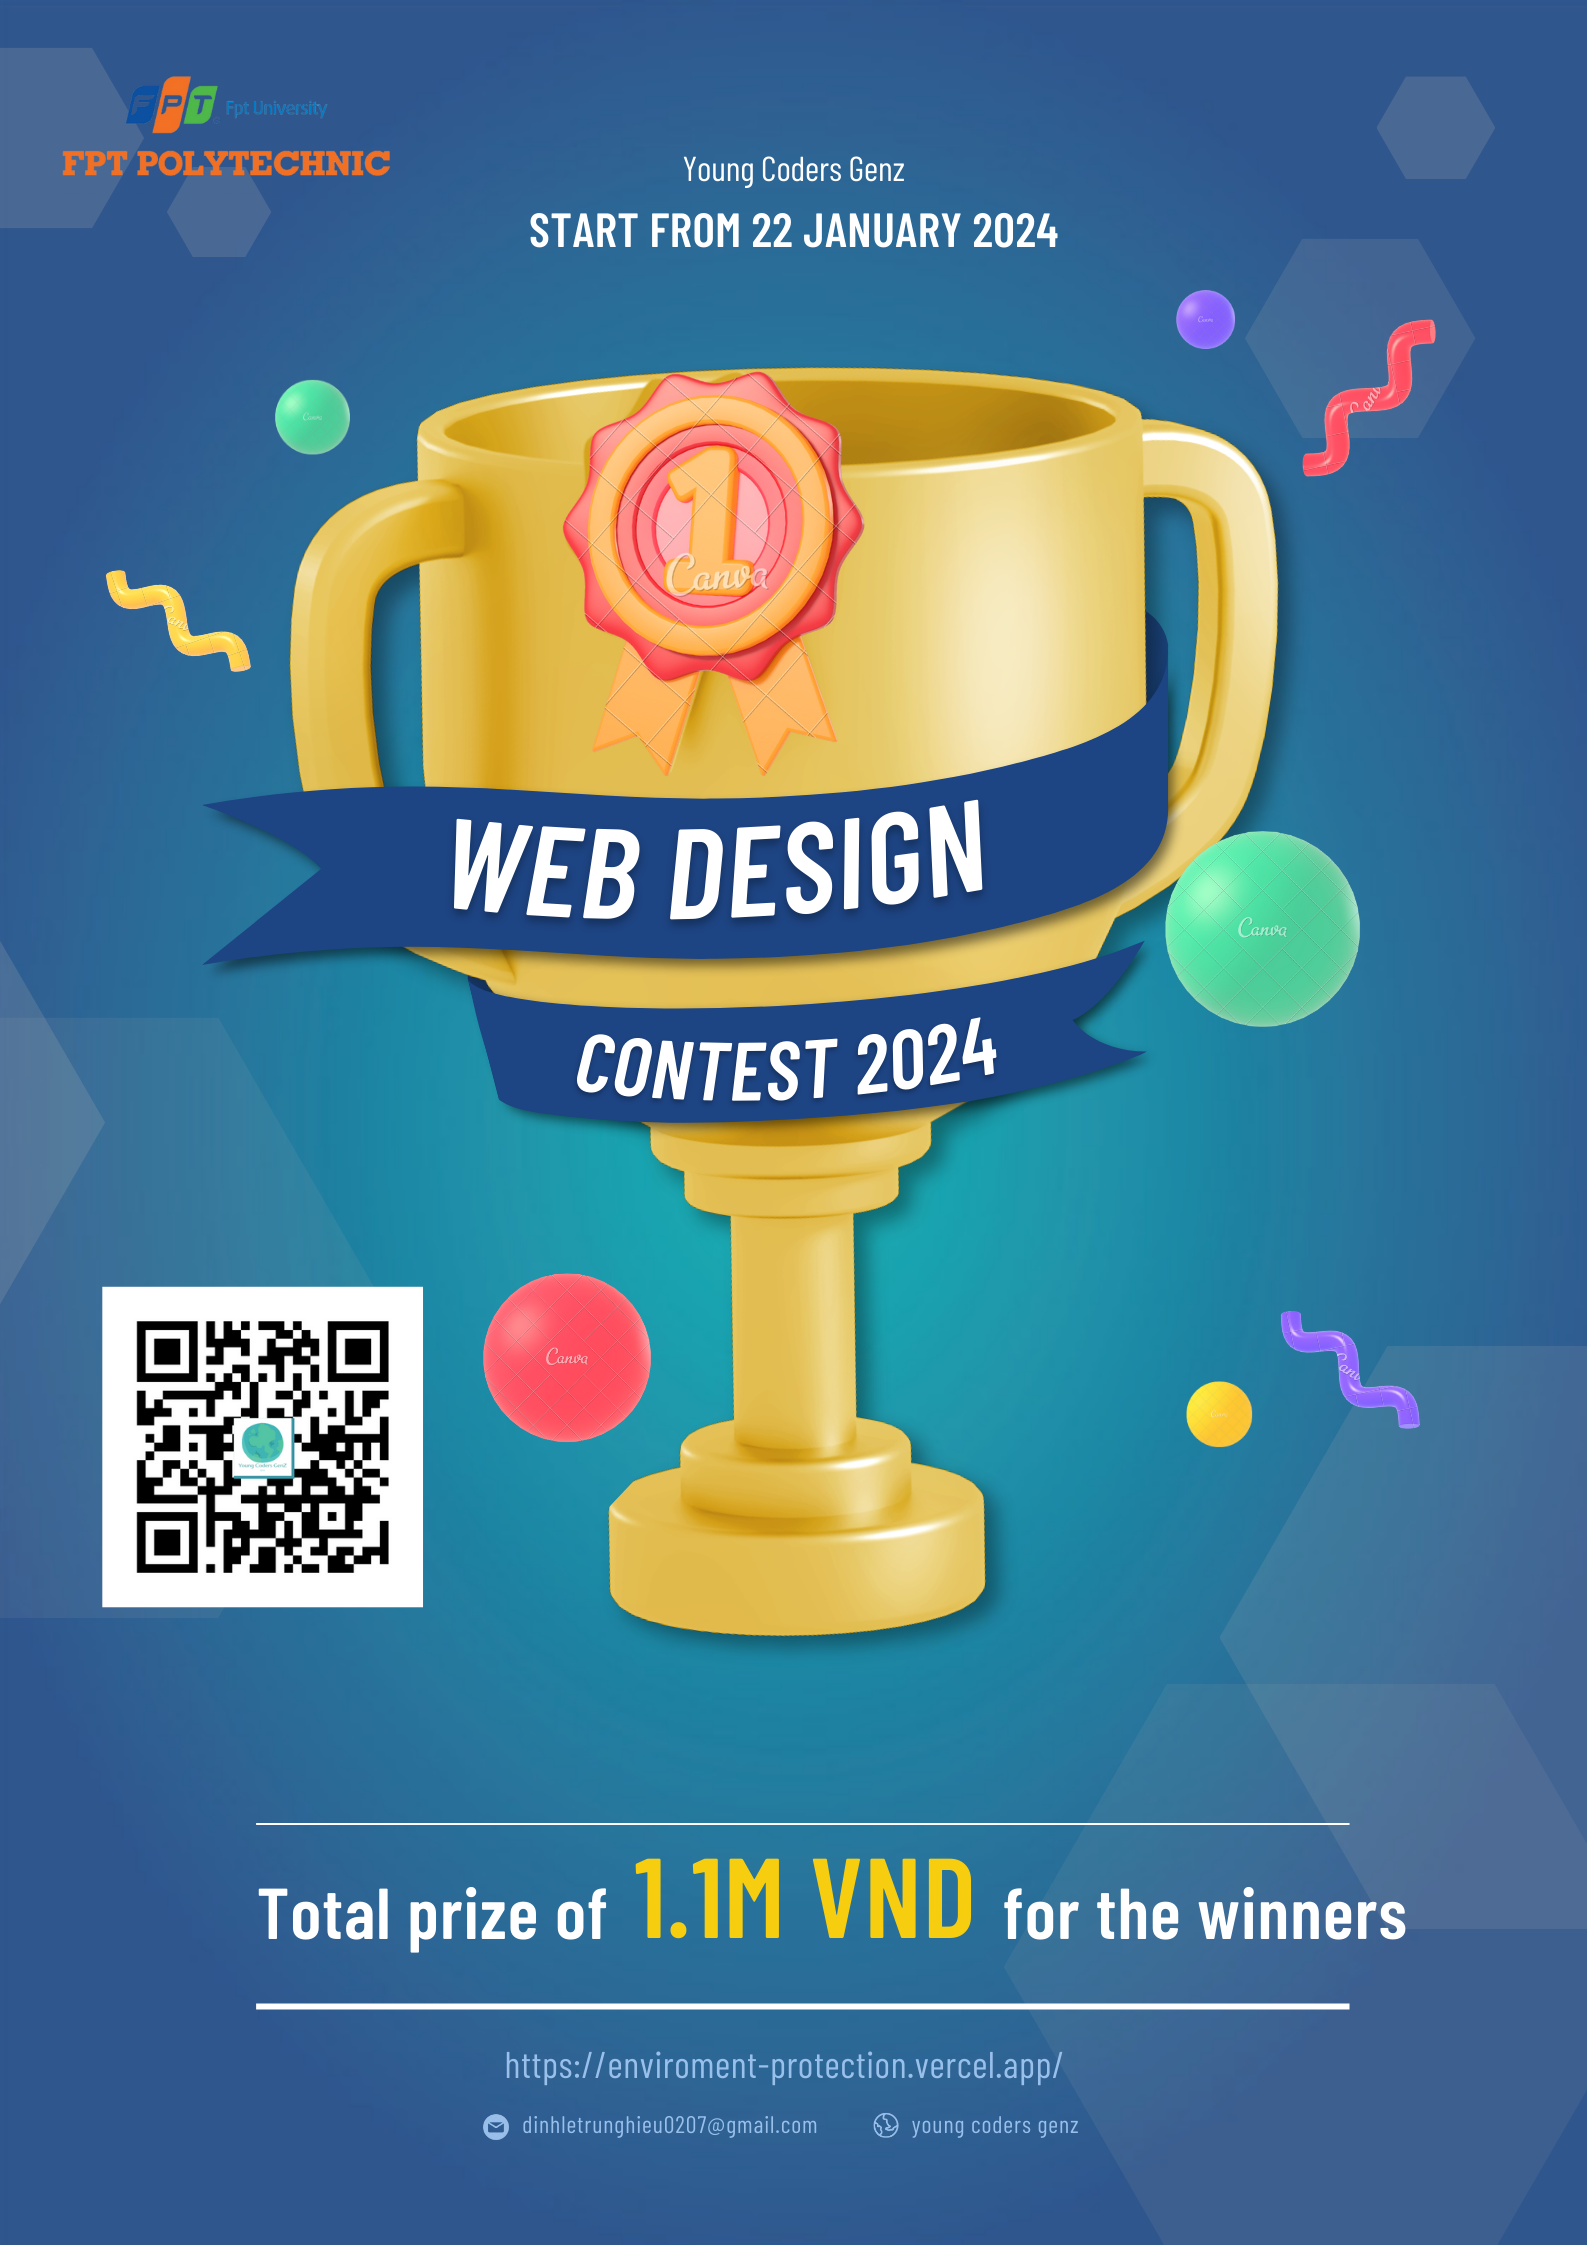 FPT Fpt University
FPT POLYTECHNIC
Young Coders Genz
START FROM 22 JANUARY 2024
1
Canva
WEB DESIGN
Canva
CONTEST 2024
Canva
Young Coders GenZ
Total prize of 1.1M VND for the winners
https://enviroment-protection.vercel.app/
dinhletrunghieu0207@gmail.com young coders genz